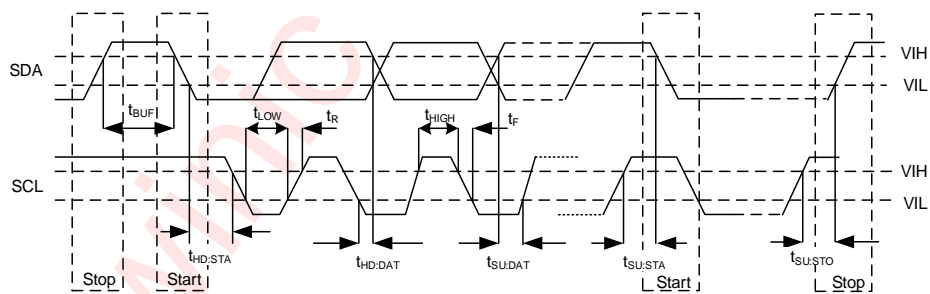 SDA
VIH
VIL
tBUF
tLOW
tR
tHIGH
tF
SCL
VIH
VIL
tHD:STA
tHD:DAT
tSU:DAT
tSU:STA
tSU:STO
Stop
Start
Start
Stop
winic